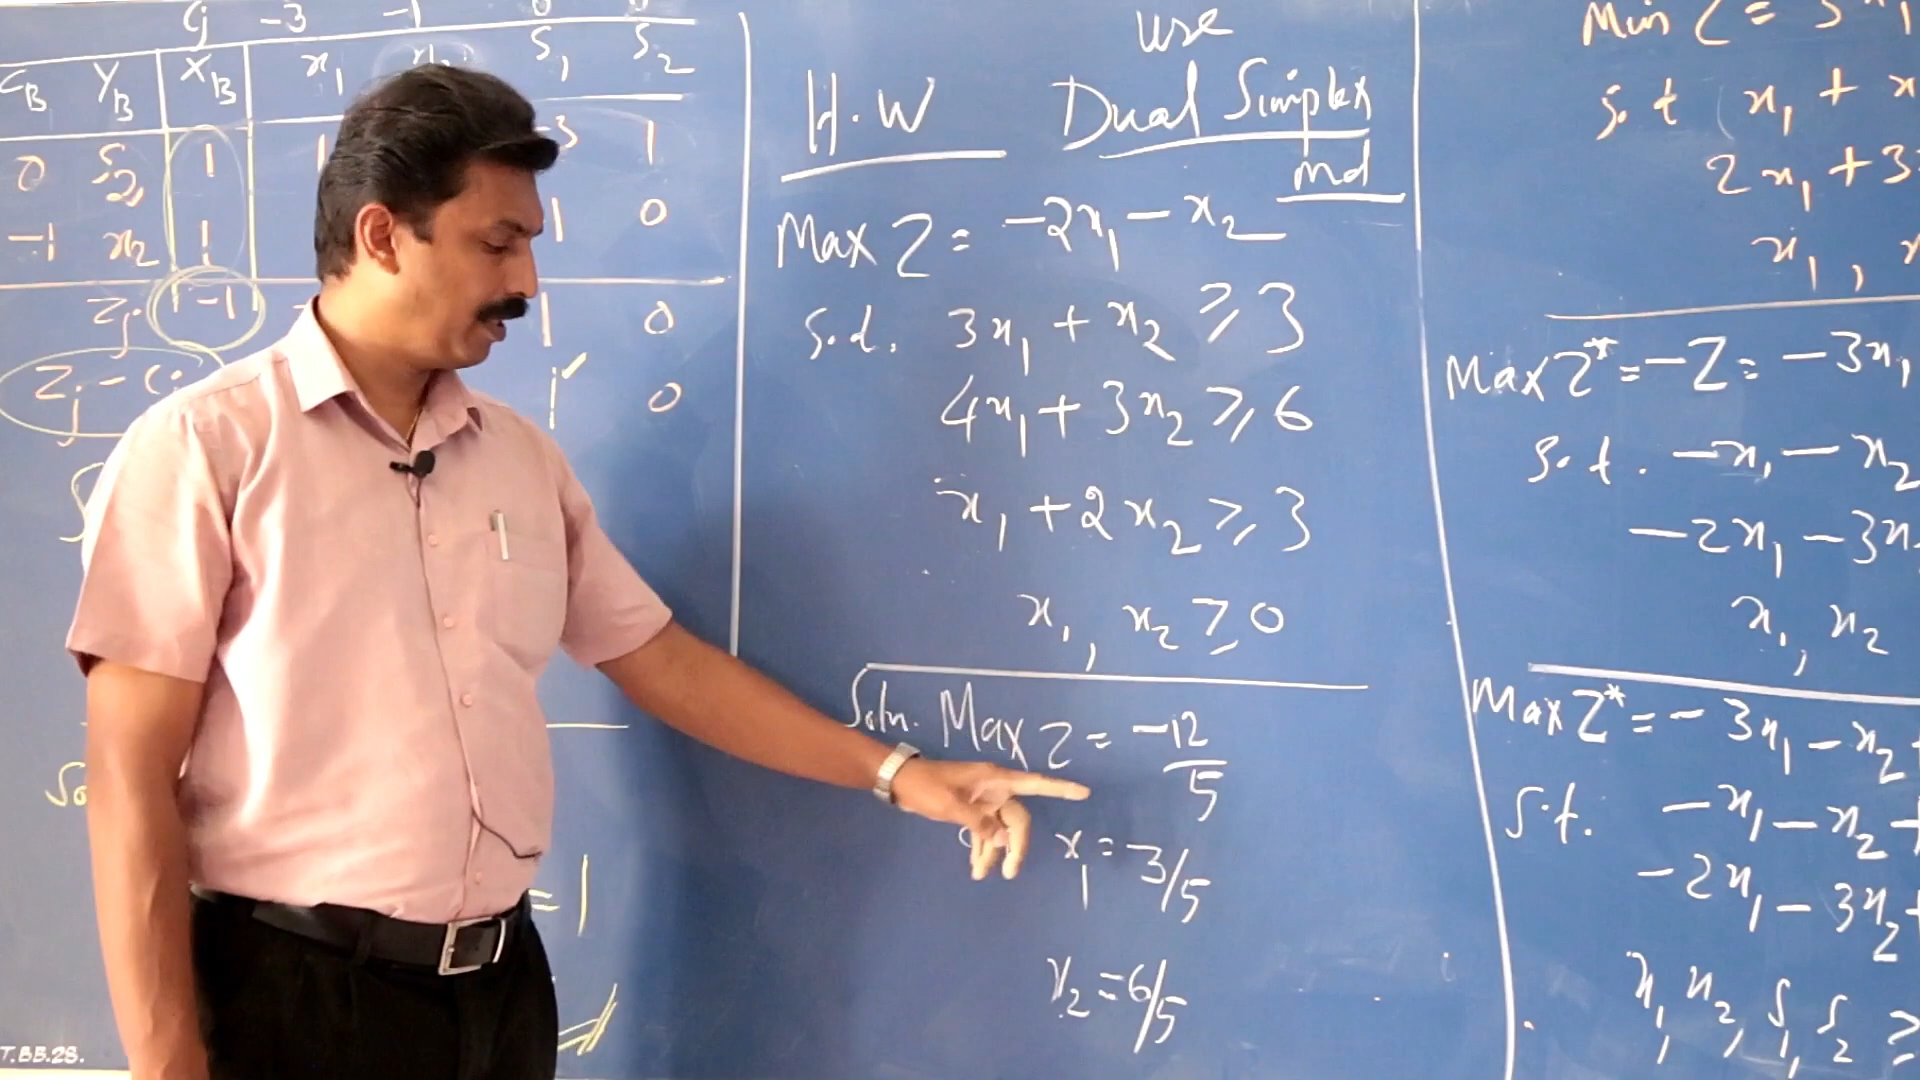 Cj -3 -1 0 0
CB YB XB x1 S1 S2
0 S2 1 1 -3 1
-1 x2 1 0
Zj -1 1 0
Zj - Cj 1 0
= 1
T.BB.28.
use
H.W Dual Simplex
md
Max Z = -2x1 - x2
S.t. 3x1 + x2 ≥ 3
4x1 + 3x2 ≥ 6
x1 + 2x2 ≥ 3
x1, x2 ≥ 0
Soln. Max Z = -12/5
x1 = 3/5
x2 = 6/5
Min Z = 3x1
S.t x1 + x
2x1 + 3
x1, x
Max Z* = -Z = -3x1
S.t. -x1 - x2
-2x1 - 3x
x1, x2
Max Z* = -3x1 - x2 +
S.t. -x1 - x2 +
-2x1 - 3x2 +
x1, x2, S1, S2 ≥